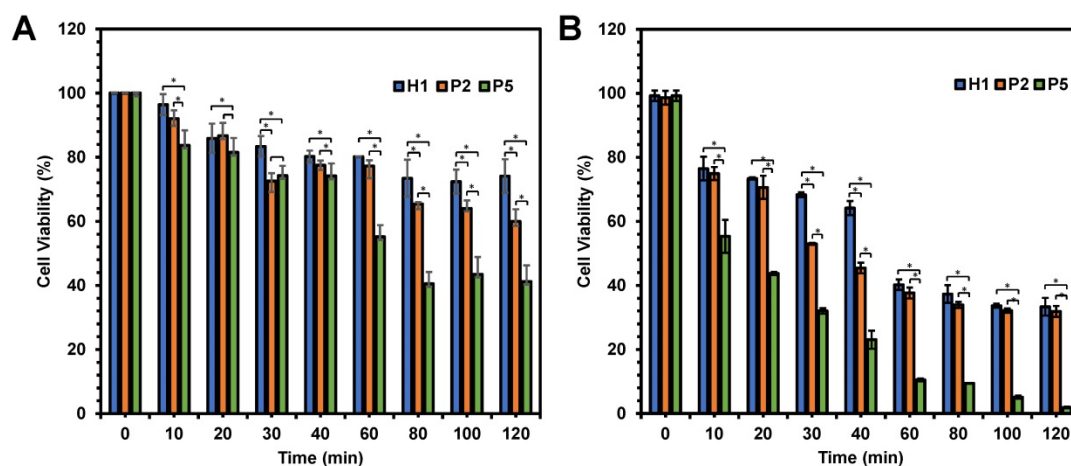 A
Cell Viability (%)
120
100
80
60
40
20
0
H1 P2 P5
* * * * * * * * * * * * * * * * * * *
0 10 20 30 40 60 80 100 120
Time (min)
B
Cell Viability (%)
120
100
80
60
40
20
0
H1 P2 P5
* * * * * * * * * * * * * * * * * *
0 10 20 30 40 60 80 100 120
Time (min)